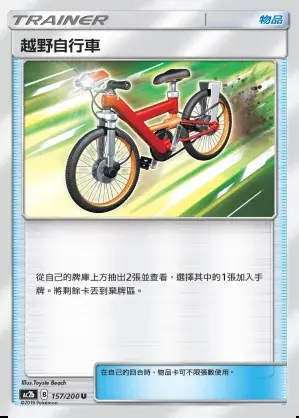 TRAINER 物品
越野自行車
從自己的牌庫上方抽出2張並查看，選擇其中的1張加入手
牌。將剩餘卡丟到棄牌區。
Illus.Toyste Beach
AC2b B 157/200 U
©2019 Pokémon
在自己的回合時，物品卡可不限張數使用。